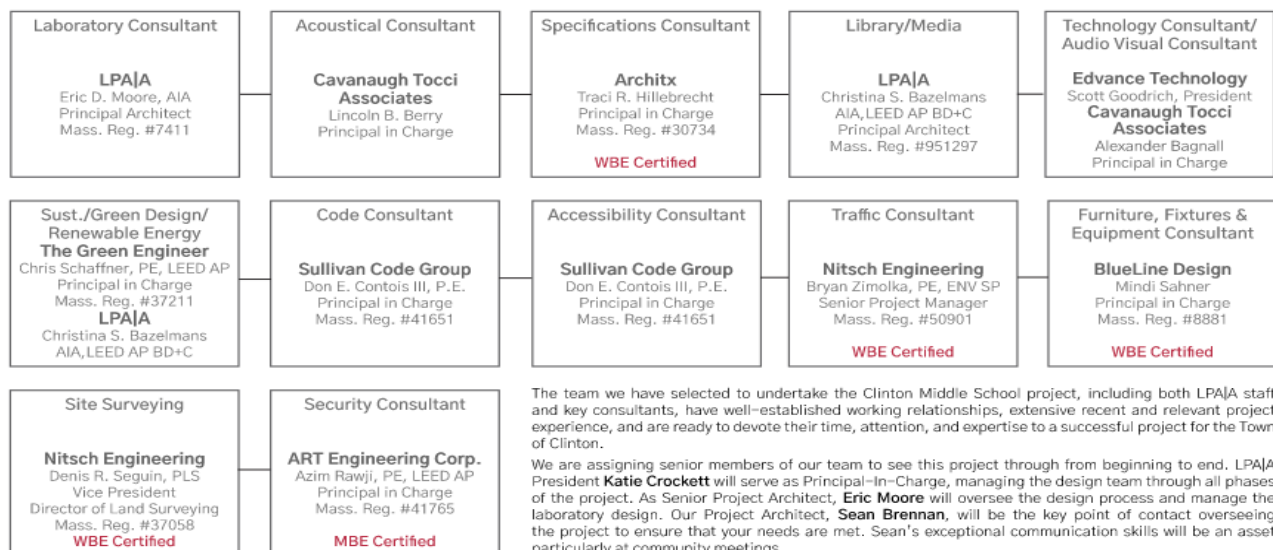 Laboratory Consultant
LPA|A
Eric D. Moore, AIA
Principal Architect
Mass. Reg. #7411
Acoustical Consultant
Cavanaugh Tocci
Associates
Lincoln B. Berry
Principal in Charge
Specifications Consultant
Architx
Traci R. Hillebrecht
Principal in Charge
Mass. Reg. #30734
WBE Certified
Library/Media
LPA|A
Christina S. Bazelmans
AIA,LEED AP BD+C
Principal Architect
Mass. Reg. #951297
Technology Consultant/
Audio Visual Consultant
Edvance Technology
Scott Goodrich, President
Cavanaugh Tocci
Associates
Alexander Bagnall
Principal in Charge
Sust./Green Design/
Renewable Energy
The Green Engineer
Chris Schaffner, PE, LEED AP
Principal in Charge
Mass. Reg. #37211
LPA|A
Christina S. Bazelmans
AIA,LEED AP BD+C
Code Consultant
Sullivan Code Group
Don E. Contois III, P.E.
Principal in Charge
Mass. Reg. #41651
Accessibility Consultant
Sullivan Code Group
Don E. Contois III, P.E.
Principal in Charge
Mass. Reg. #41651
Traffic Consultant
Nitsch Engineering
Bryan Zimolka, PE, ENV SP
Senior Project Manager
Mass. Reg. #50901
WBE Certified
Furniture, Fixtures &
Equipment Consultant
BlueLine Design
Mindi Sahner
Principal in Charge
Mass. Reg. #8881
WBE Certified
Site Surveying
Nitsch Engineering
Denis R. Seguin, PLS
Vice President
Director of Land Surveying
Mass. Reg. #37058
WBE Certified
Security Consultant
ART Engineering Corp.
Azim Rawji, PE, LEED AP
Principal in Charge
Mass. Reg. #41765
MBE Certified
The team we have selected to undertake the Clinton Middle School project, including both LPA|A staff
and key consultants, have well-established working relationships, extensive recent and relevant project
experience, and are ready to devote their time, attention, and expertise to a successful project for the Town
of Clinton.
We are assigning senior members of our team to see this project through from beginning to end. LPA|A
President Katie Crockett will serve as Principal-In-Charge, managing the design team through all phases
of the project. As Senior Project Architect, Eric Moore will oversee the design process and manage the
laboratory design. Our Project Architect, Sean Brennan, will be the key point of contact overseeing
the project to ensure that your needs are met. Sean's exceptional communication skills will be an asset
particularly at community meetings.